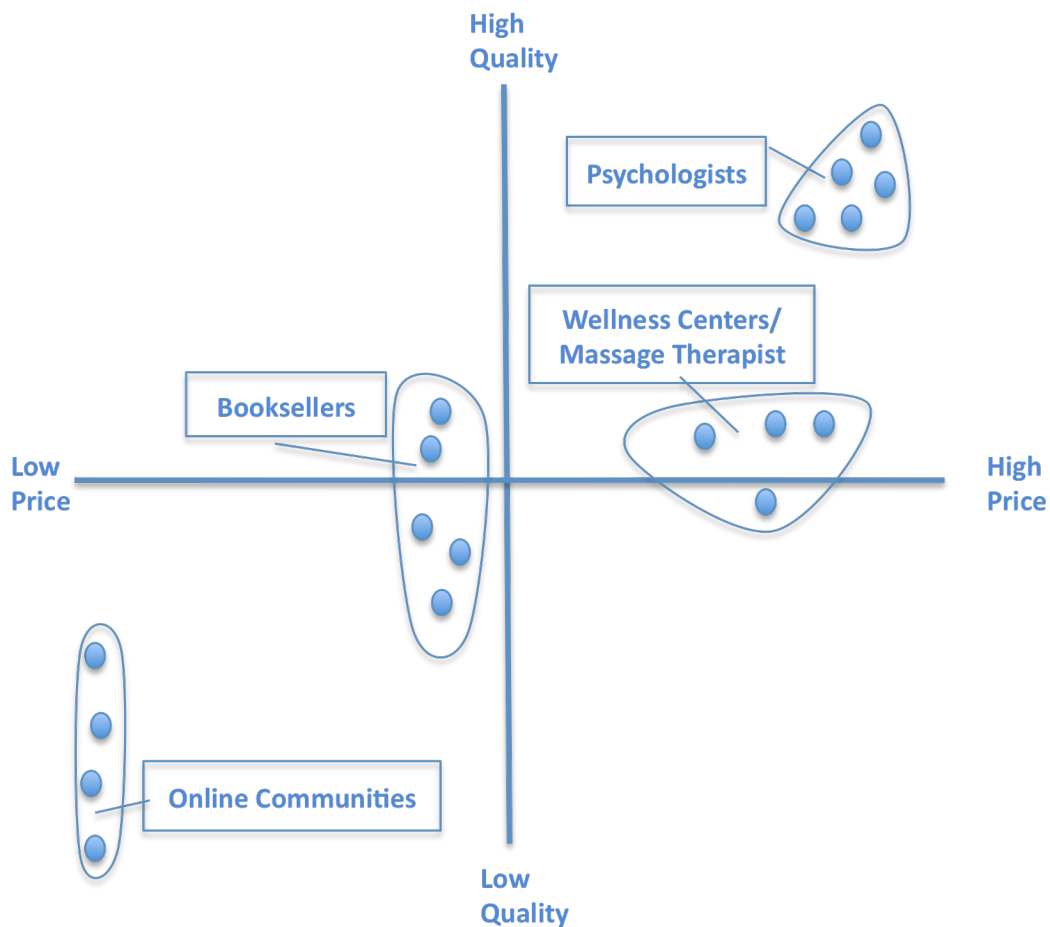 High
Quality
Psychologists
Wellness Centers/
Massage Therapist
Booksellers
Low
Price
High
Price
Online Communities
Low
Quality